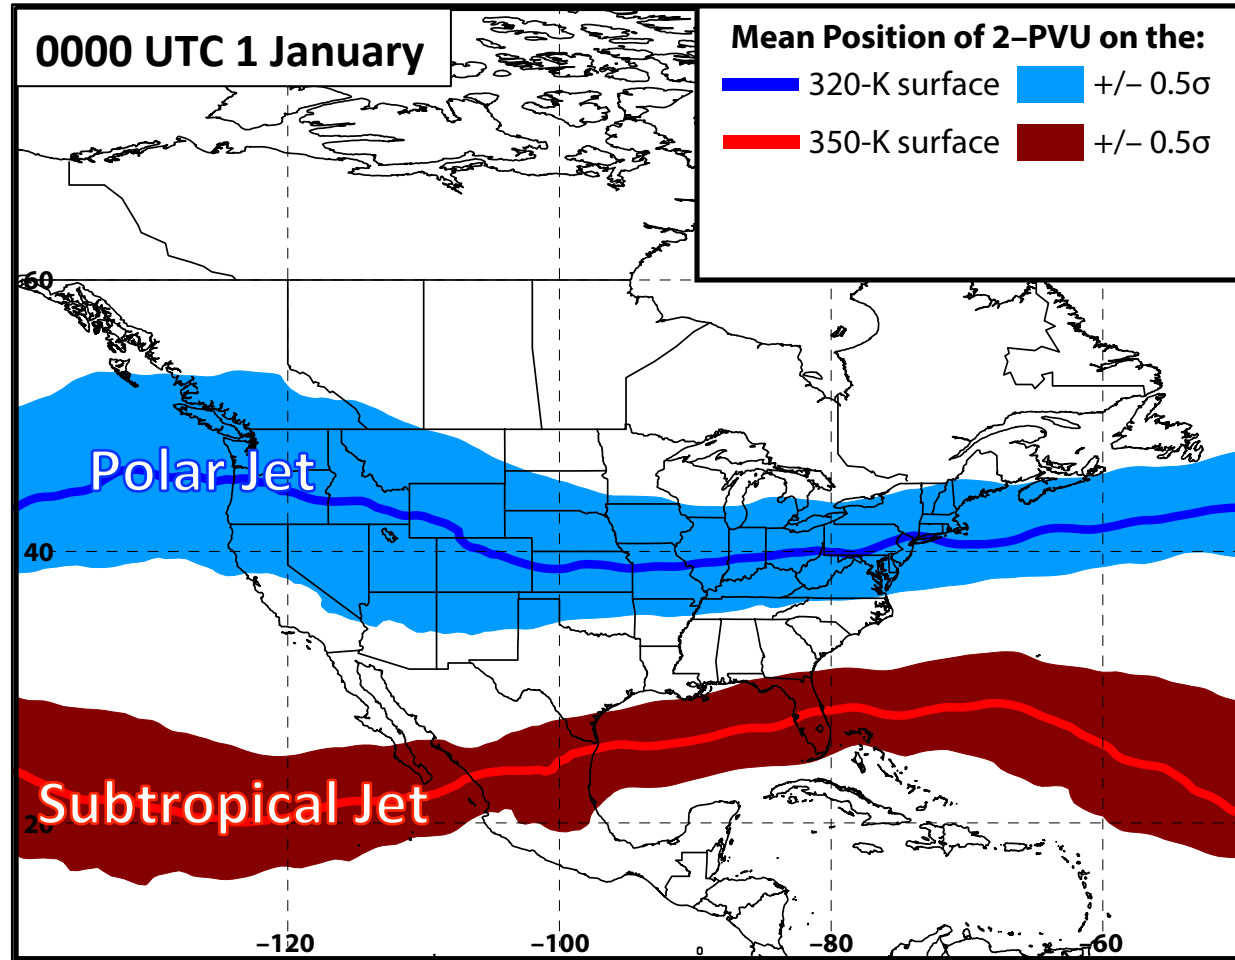 0000 UTC 1 January
Mean Position of 2–PVU on the:
320-K surface +/– 0.5σ
350-K surface +/– 0.5σ
60
Polar Jet
40
Subtropical Jet
20
–120 –100 –80 –60